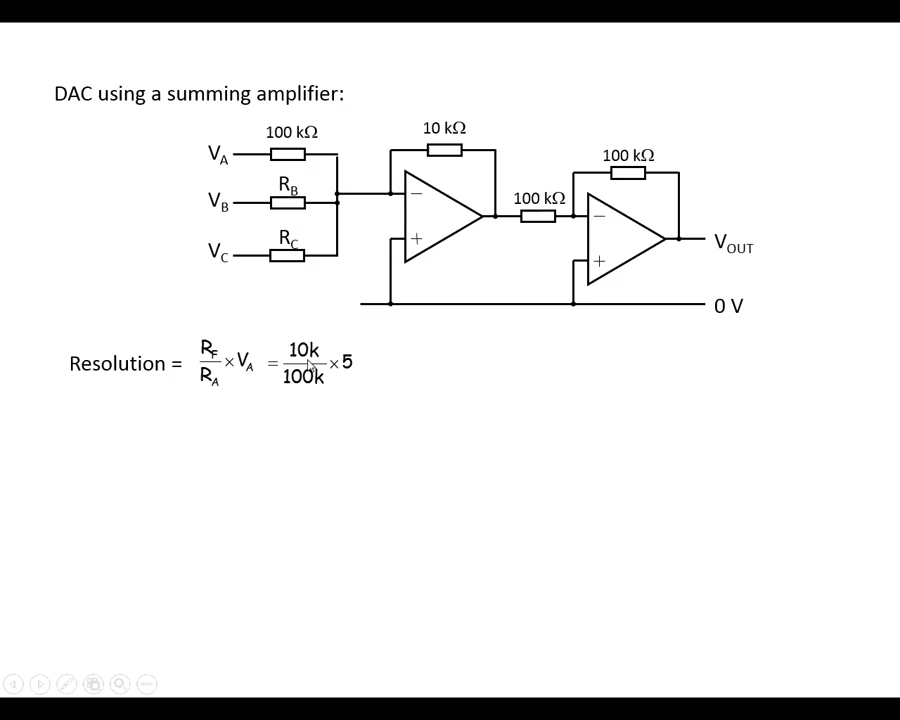 DAC using a summing amplifier:
100 kΩ
10 kΩ
100 kΩ
V_A
R_B
V_B
100 kΩ
R_C
V_C
−
+
−
+
V_OUT
0 V
Resolution = R_F/R_A × V_A = 10k/100k × 5